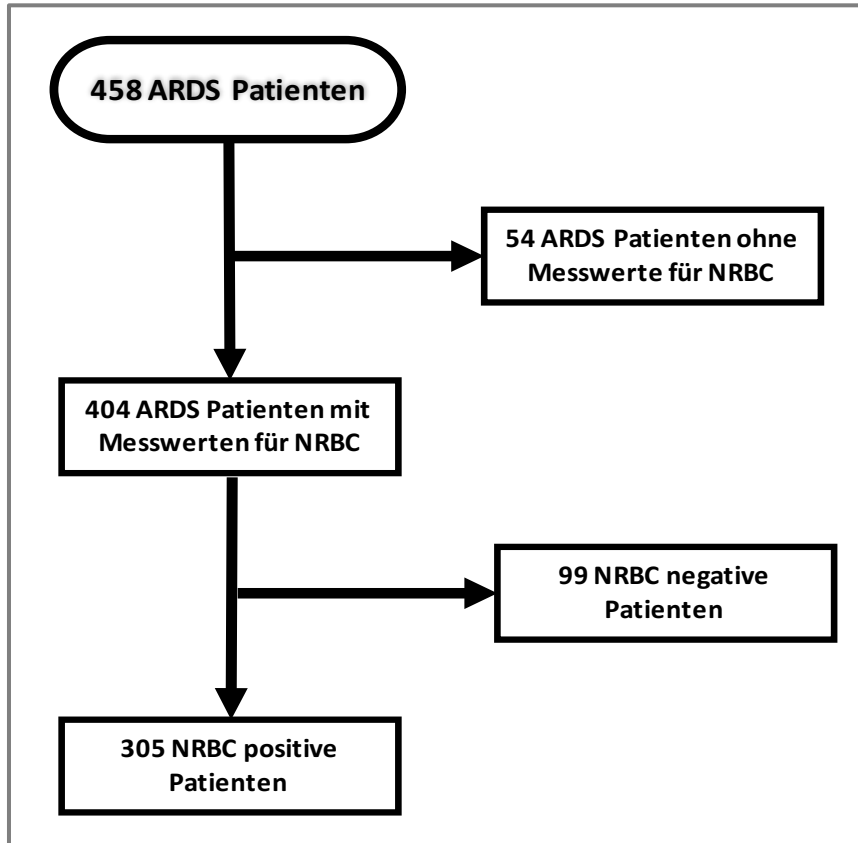 458 ARDS Patienten
54 ARDS Patienten ohne
Messwerte für NRBC
404 ARDS Patienten mit
Messwerten für NRBC
99 NRBC negative
Patienten
305 NRBC positive
Patienten